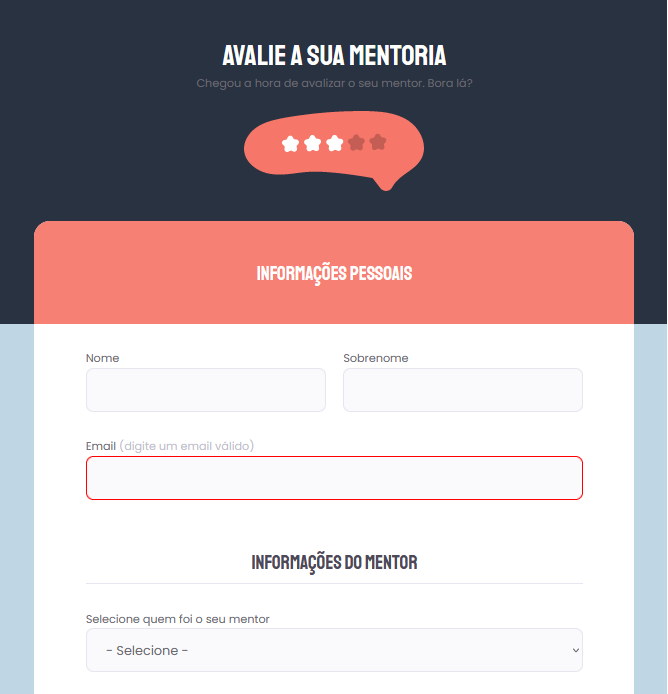 AVALIE A SUA MENTORIA
Chegou a hora de avalizar o seu mentor. Bora lá?
INFORMAÇÕES PESSOAIS
Nome
Sobrenome
Email (digite um email válido)
INFORMAÇÕES DO MENTOR
Selecione quem foi o seu mentor
- Selecione -